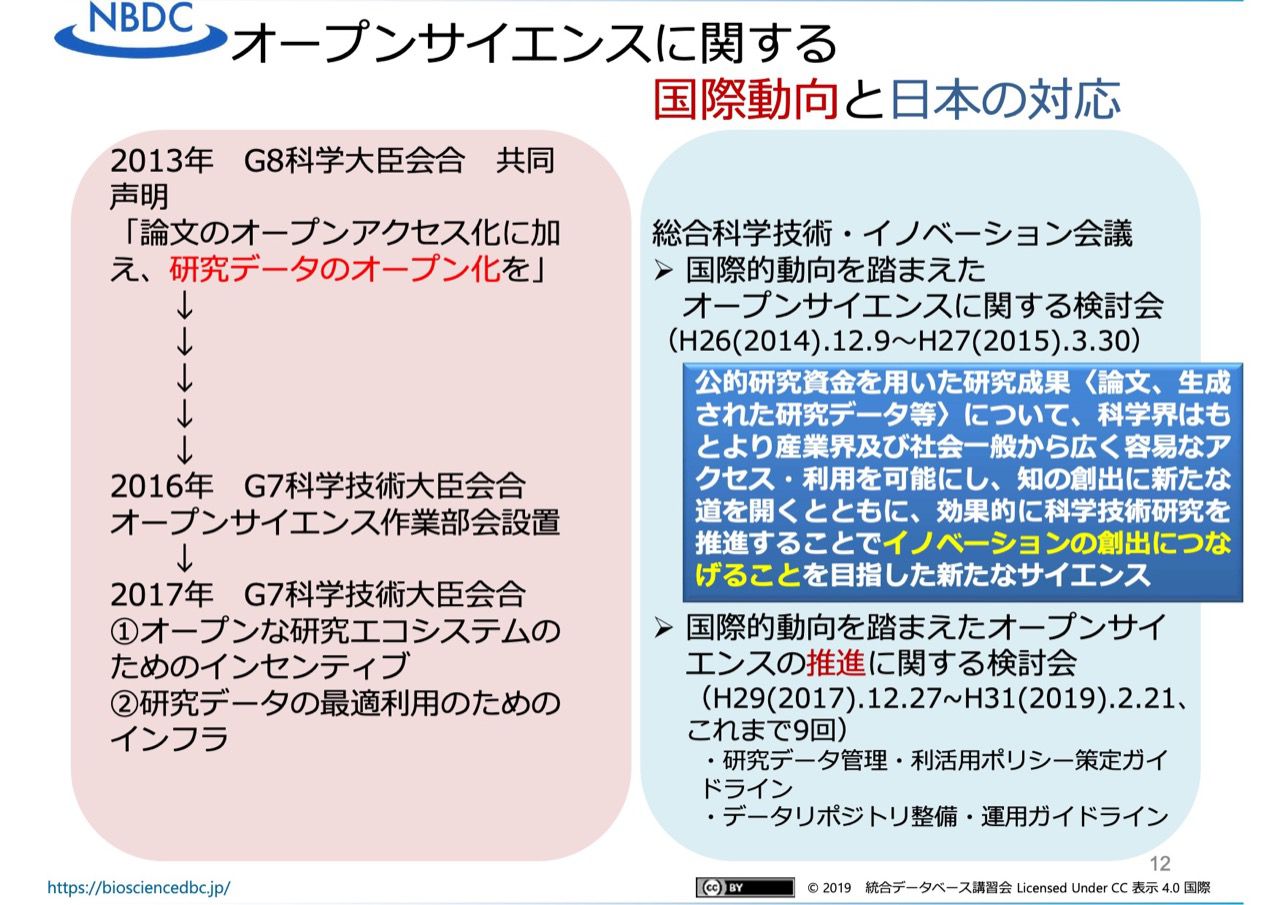 NBDC
オープンサイエンスに関する
国際動向と日本の対応
2013年　G8科学大臣会合　共同
声明
「論文のオープンアクセス化に加
え、研究データのオープン化を」
↓
↓
↓
↓
↓
2016年　G7科学技術大臣会合
オープンサイエンス作業部会設置
↓
2017年　G7科学技術大臣会合
①オープンな研究エコシステムの
ためのインセンティブ
②研究データの最適利用のための
インフラ
総合科学技術・イノベーション会議
➢ 国際的動向を踏まえた
オープンサイエンスに関する検討会
（H26(2014).12.9～H27(2015).3.30）
公的研究資金を用いた研究成果〈論文、生成
された研究データ等〉について、科学界はも
とより産業界及び社会一般から広く容易なア
クセス・利用を可能にし、知の創出に新たな
道を開くとともに、効果的に科学技術研究を
推進することでイノベーションの創出につな
げることを目指した新たなサイエンス
➢ 国際的動向を踏まえたオープンサイ
エンスの推進に関する検討会
（H29(2017).12.27~H31(2019).2.21、
これまで9回）
・研究データ管理・利活用ポリシー策定ガイ
ドライン
・データリポジトリ整備・運用ガイドライン
12
https://biosciencedbc.jp/
cc BY
© 2019　統合データベース講習会 Licensed Under CC 表示 4.0 国際